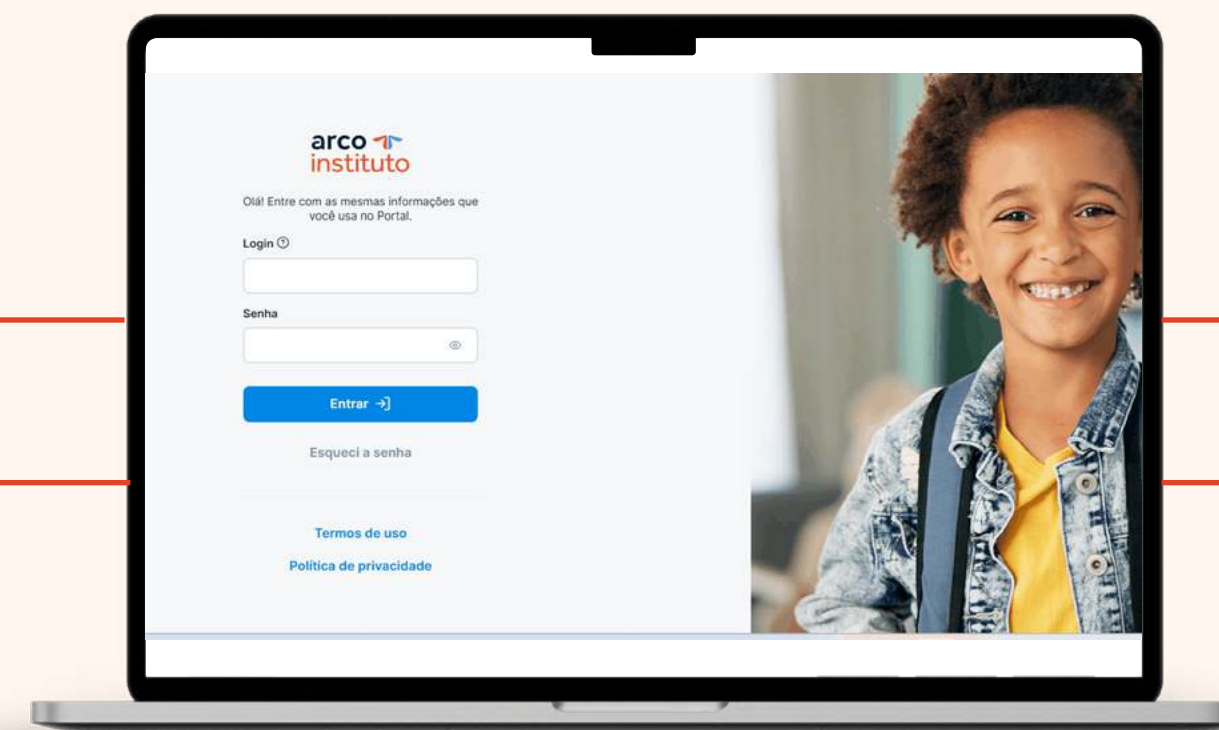 arco
instituto
Olá! Entre com as mesmas informações que
você usa no Portal.
Login
Senha
Entrar
Esqueci a senha
Termos de uso
Política de privacidade